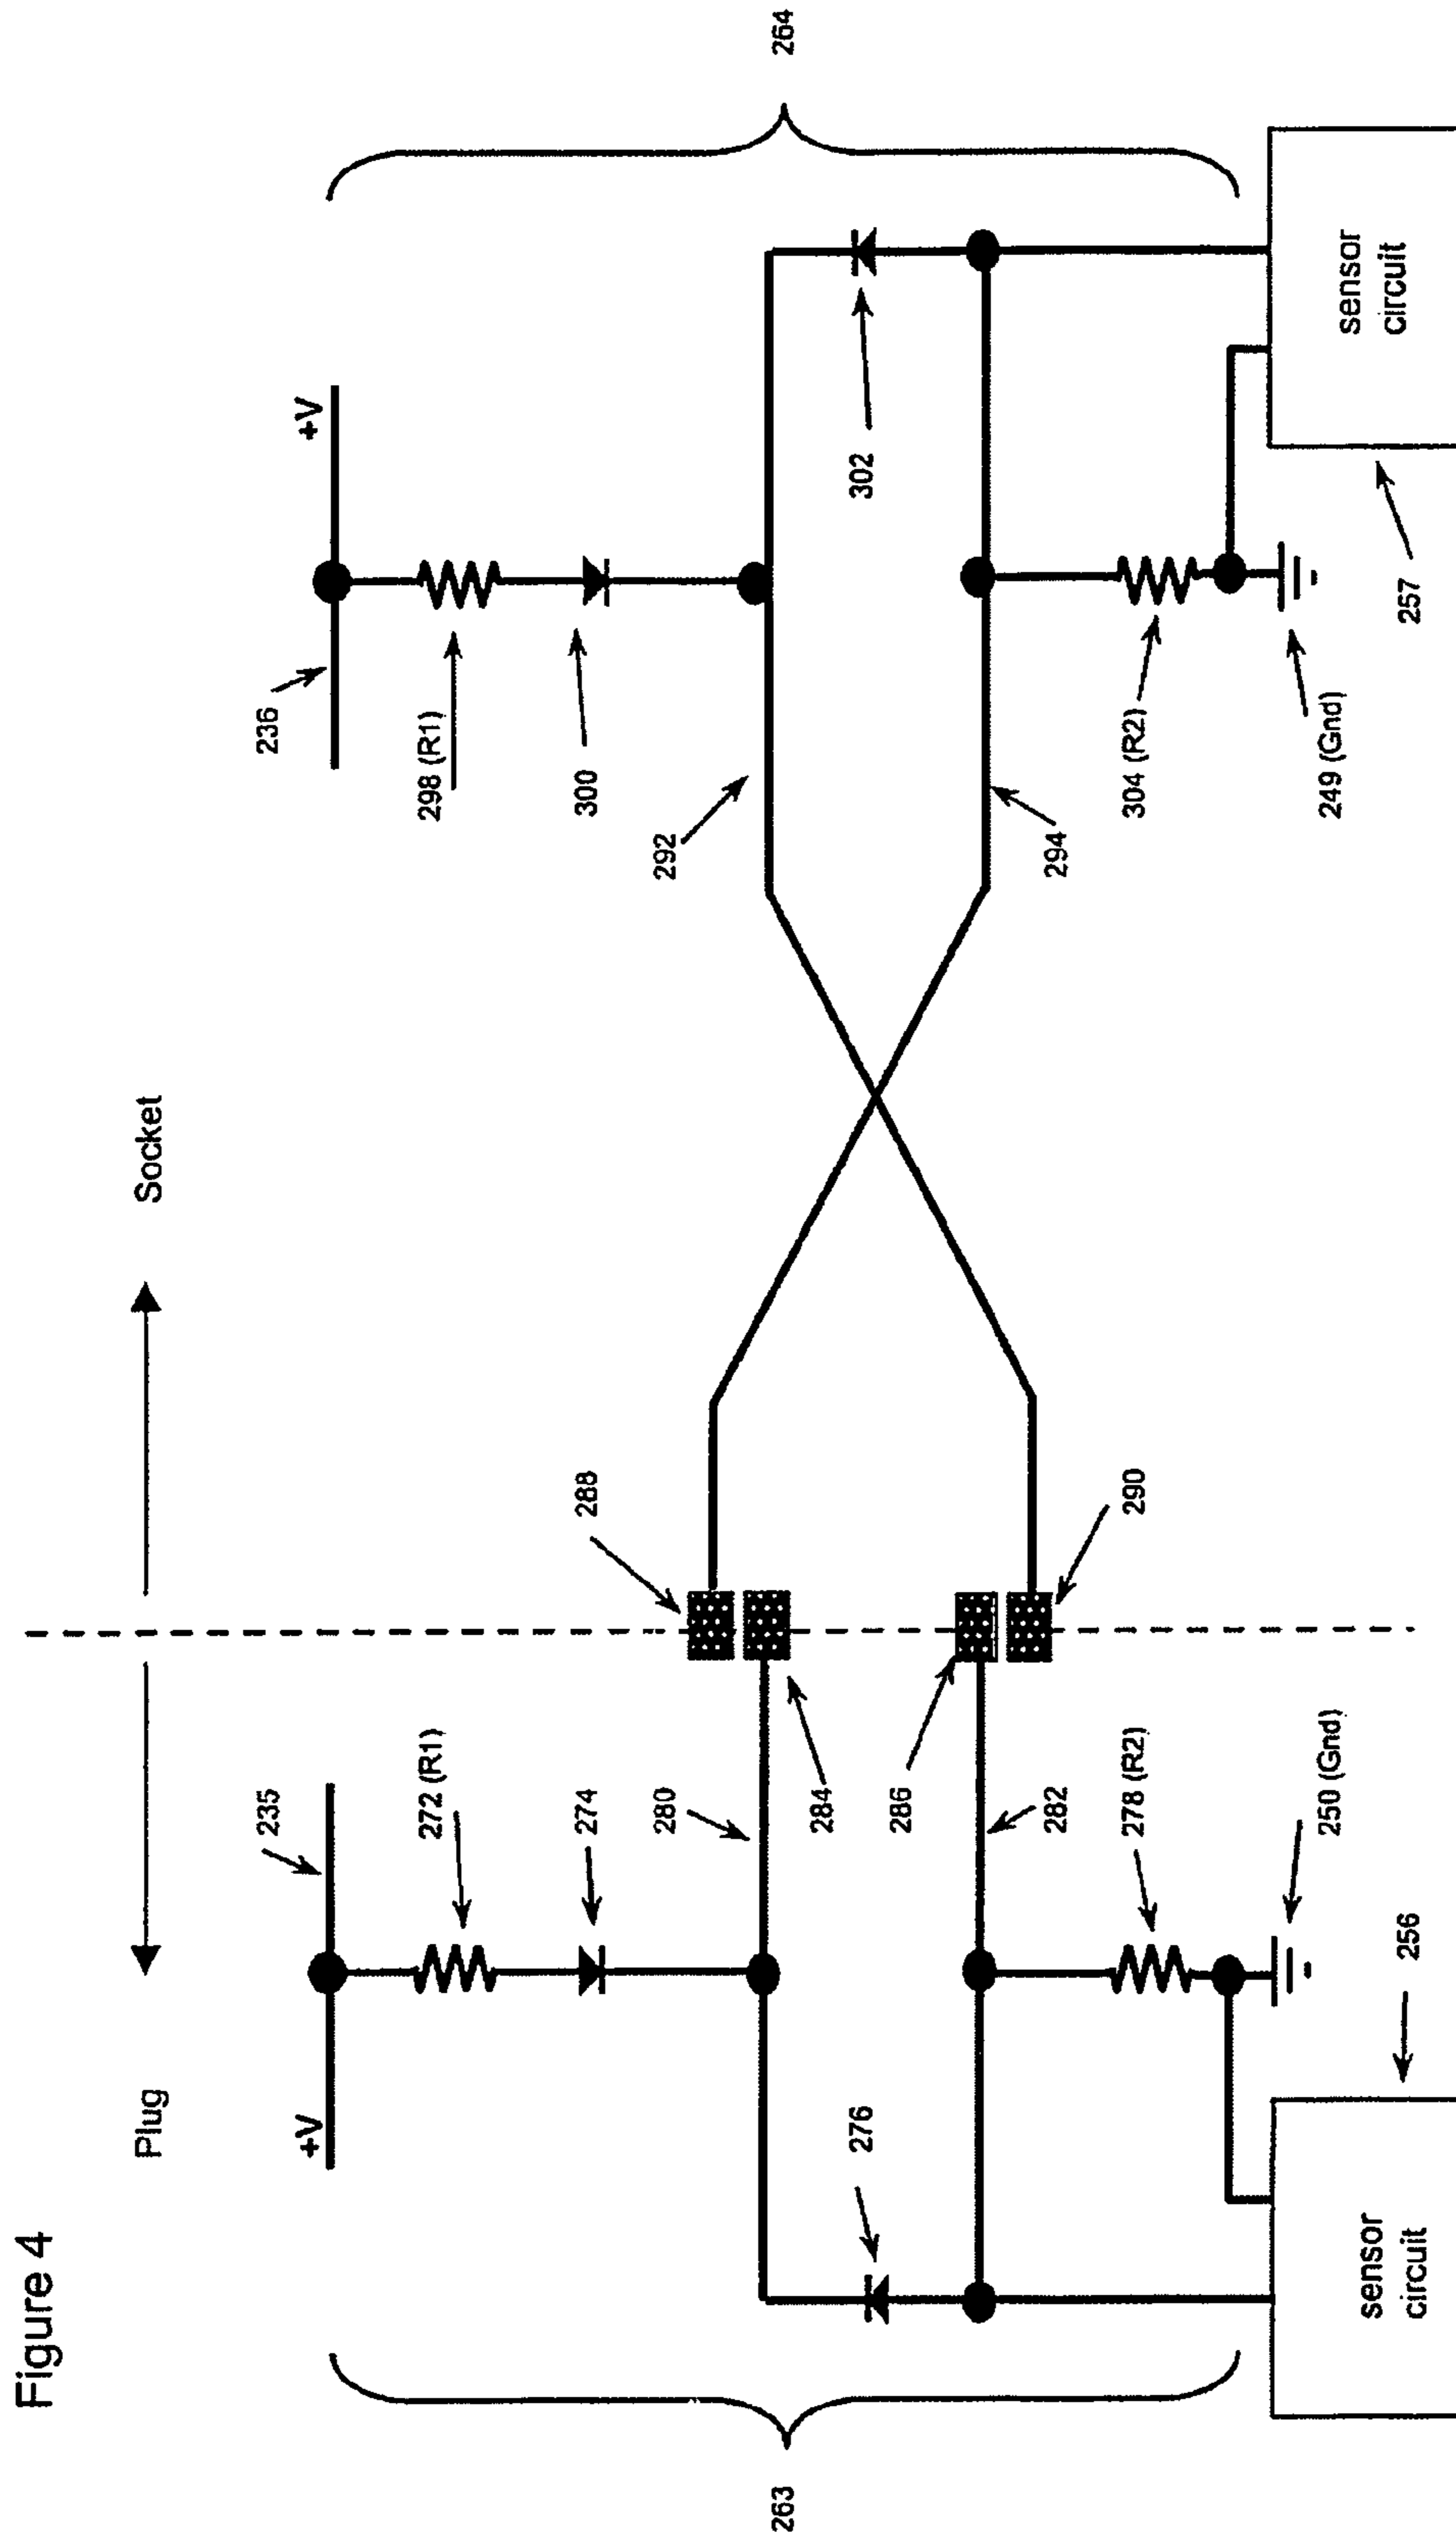 Figure 4
Plug
Socket
+V
235
236
+V
272 (R1)
298 (R1)
274
288
300
280
292
263
284
276
302
264
286
282
290
294
278 (R2)
304 (R2)
250 (Gnd)
249 (Gnd)
sensor
circuit
256
257
sensor
circuit